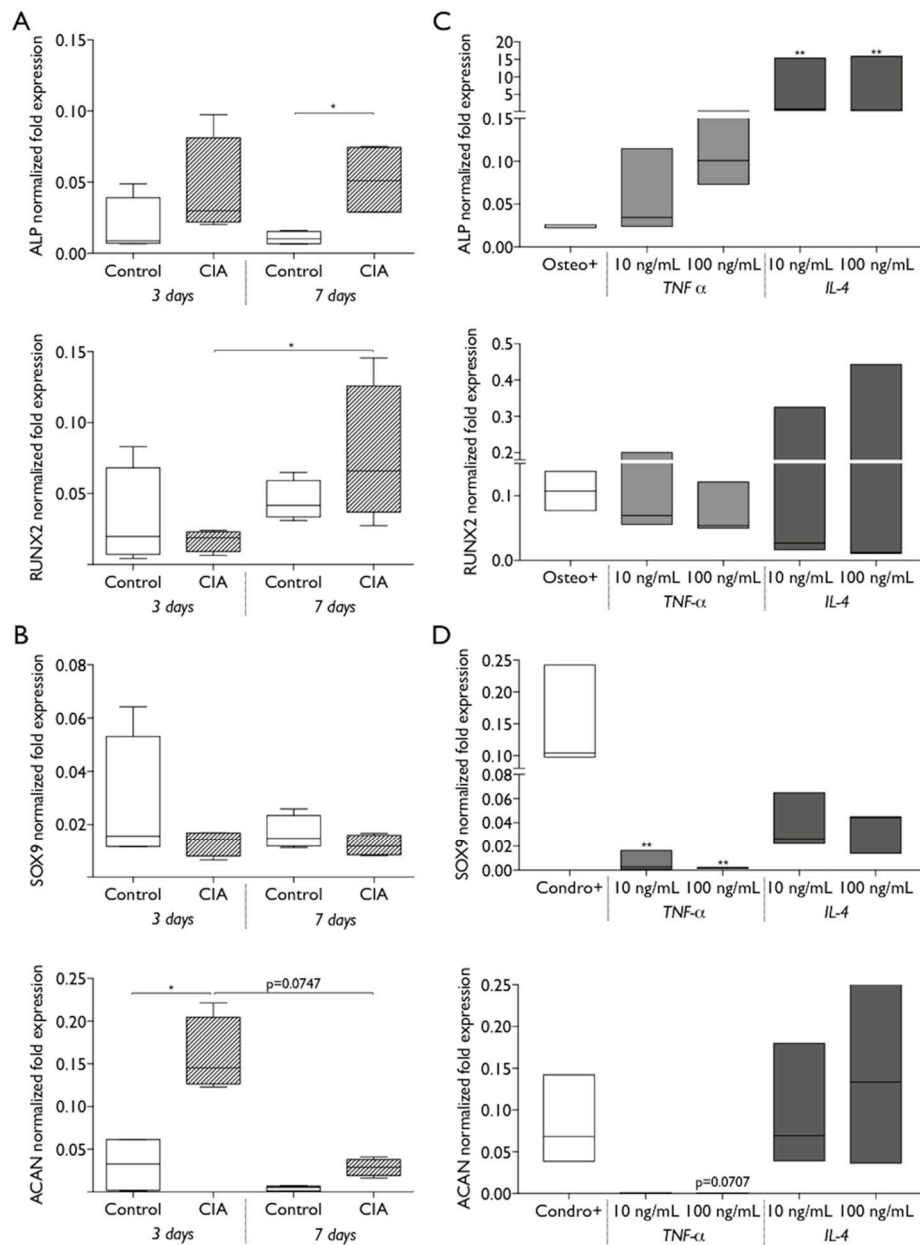 A
ALP normalized fold expression
0.15
0.10
0.05
0.00
*
Control CIA Control CIA
3 days 7 days
RUNX2 normalized fold expression
0.15
0.10
0.05
*
Control CIA Control CIA
3 days 7 days
B
SOX9 normalized fold expression
0.08
0.06
0.04
0.02
Control CIA Control CIA
3 days 7 days
ACAN normalized fold expression
0.25
0.20
0.15
0.10
0.05
*
p=0.0747
Control CIA Control CIA
3 days 7 days
C
ALP normalized fold expression
20
15
10
5
0.15
0.10
0.05
0.00
** **
Osteo+ 10 ng/mL 100 ng/mL 10 ng/mL 100 ng/mL
TNF α IL-4
RUNX2 normalized fold expression
0.5
0.4
0.3
0.2
0.1
0.0
Osteo+ 10 ng/mL 100 ng/mL 10 ng/mL 100 ng/mL
TNF-α IL-4
D
SOX9 normalized fold expression
0.25
0.20
0.15
0.10
0.08
0.06
0.04
0.02
0.00
** **
Condro+ 10 ng/mL 100 ng/mL 10 ng/mL 100 ng/mL
TNF-α IL-4
ACAN normalized fold expression
0.25
0.20
0.15
0.10
0.05
0.00
p=0.0707
Condro+ 10 ng/mL 100 ng/mL 10 ng/mL 100 ng/mL
TNF-α IL-4